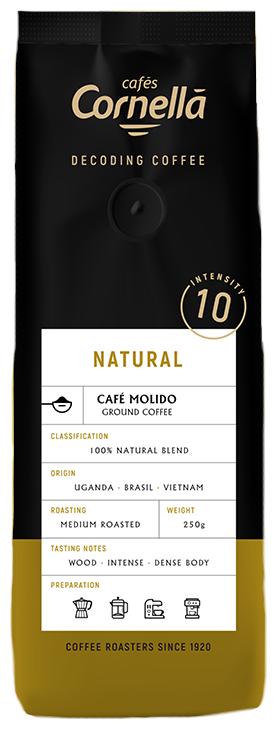 cafés
Cornellà
DECODING COFFEE
INTENSITY
10
NATURAL
CAFÉ MOLIDO
GROUND COFFEE
CLASSIFICATION
100% NATURAL BLEND
ORIGIN
UGANDA · BRASIL · VIETNAM
ROASTING
MEDIUM ROASTED
WEIGHT
250g
TASTING NOTES
WOOD · INTENSE · DENSE BODY
PREPARATION
COFFEE ROASTERS SINCE 1920